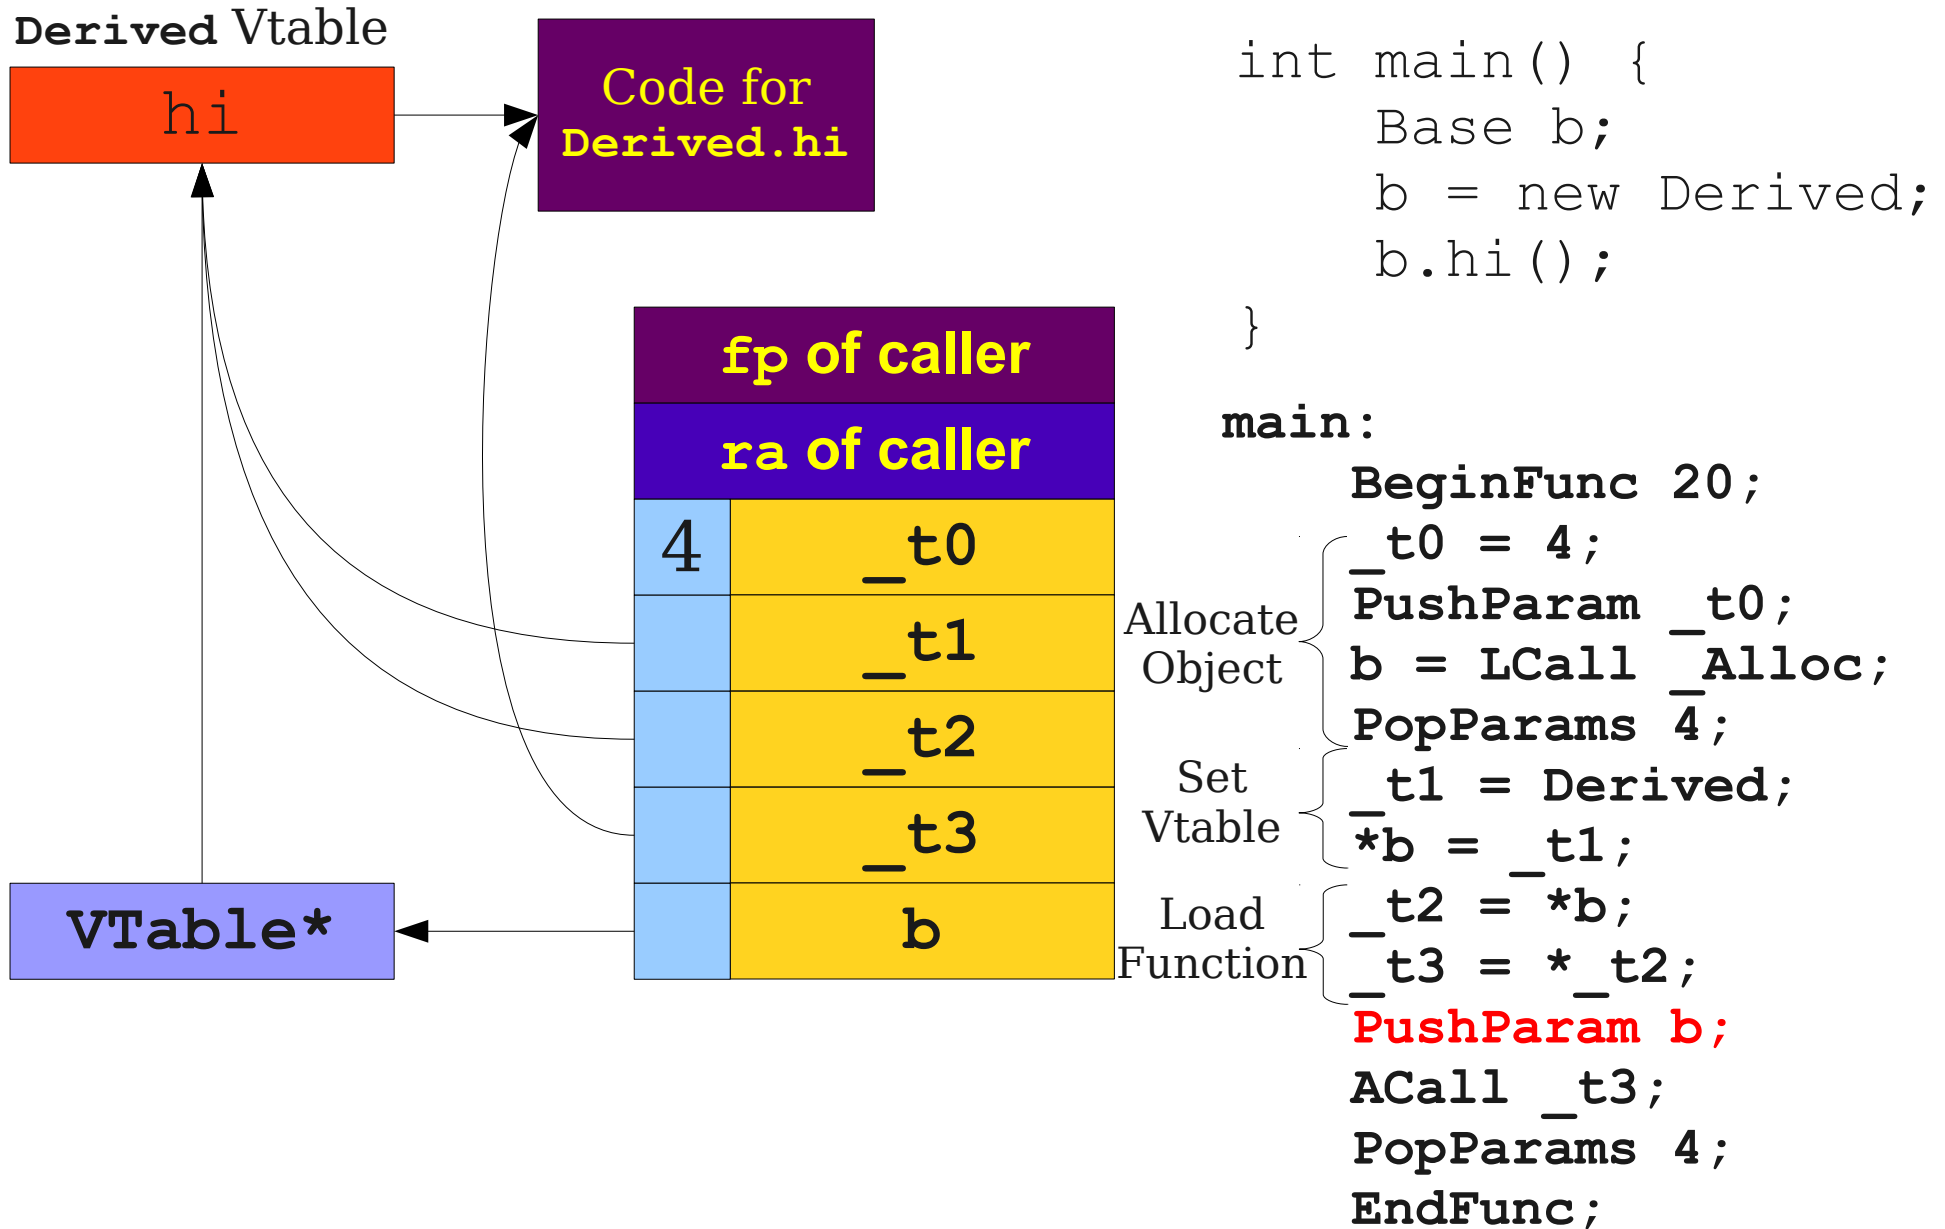 Derived Vtable
hi
Code for
Derived.hi
int main() {
Base b;
b = new Derived;
b.hi();
}
fp of caller
ra of caller
4 _t0
_t1
_t2
_t3
VTable*
b
Allocate
Object
Set
Vtable
Load
Function
main:
BeginFunc 20;
_t0 = 4;
PushParam _t0;
b = LCall _Alloc;
PopParams 4;
_t1 = Derived;
*b = _t1;
_t2 = *b;
_t3 = *_t2;
PushParam b;
ACall _t3;
PopParams 4;
EndFunc;